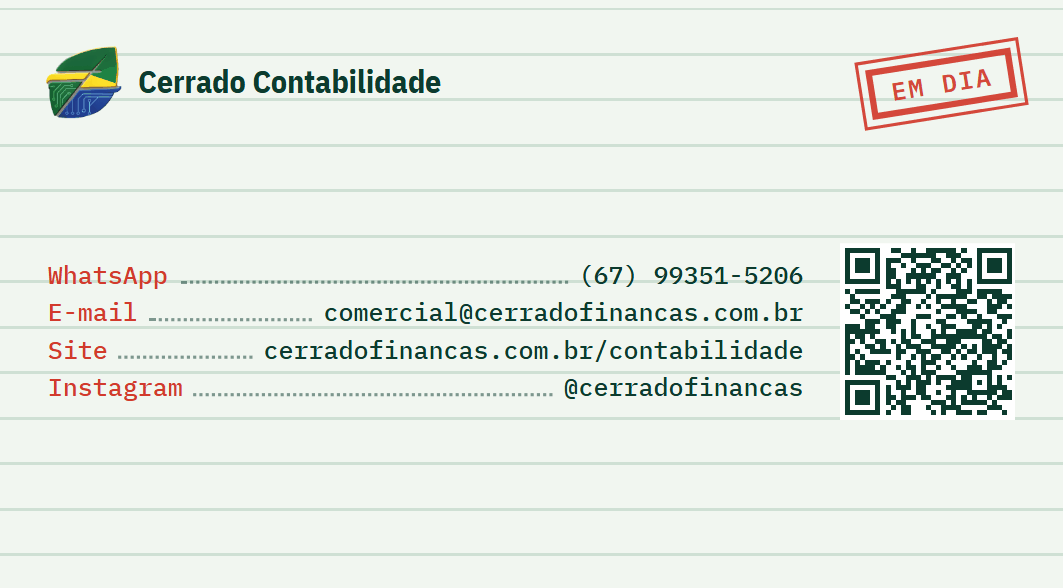 Cerrado Contabilidade
EM DIA
WhatsApp (67) 99351-5206
E-mail comercial@cerradofinancas.com.br
Site cerradofinancas.com.br/contabilidade
Instagram @cerradofinancas